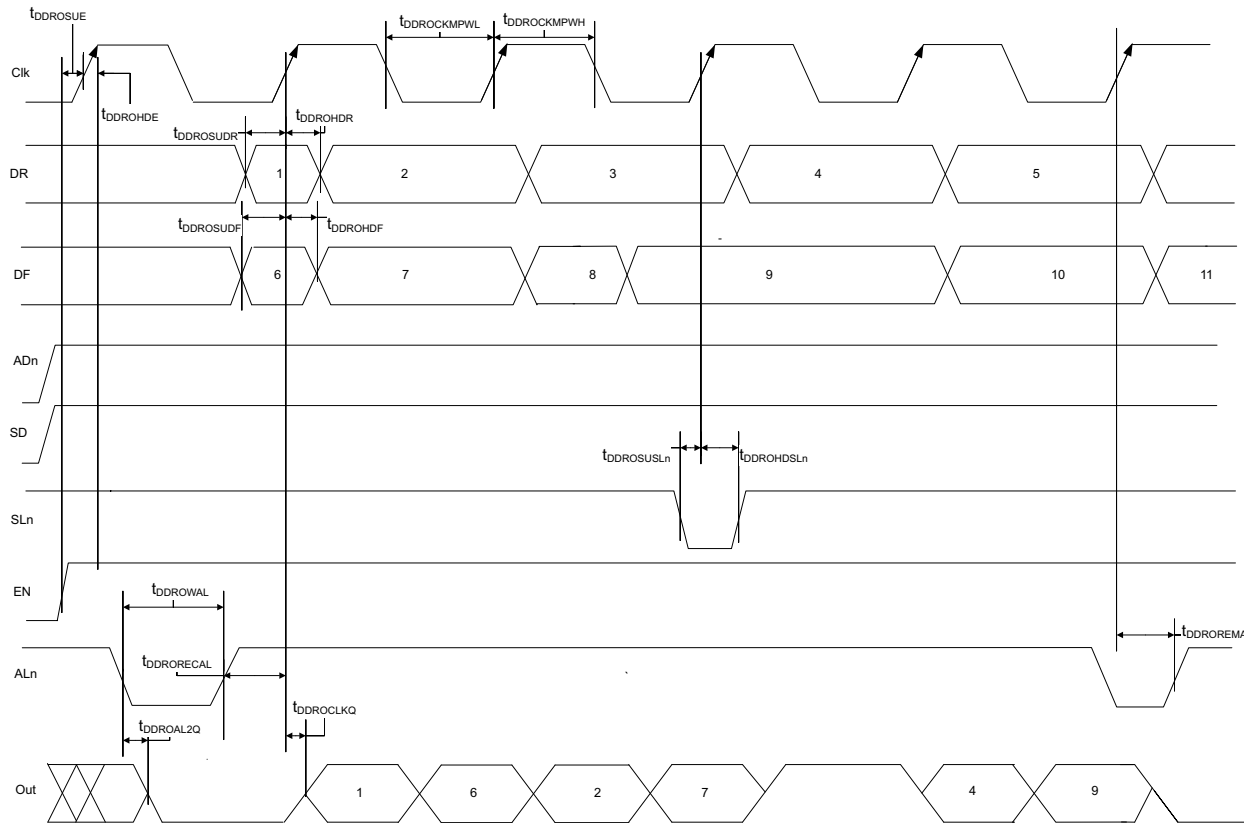 tDDROSUE
tDDROCKMPWL
tDDROCKMPWH
Clk
tDDROHDE
tDDROSUDR
tDDROHDR
DR
1
2
3
4
5
tDDROSUDF
tDDROHDF
DF
6
7
8
9
10
11
ADn
SD
tDDROSUSLn
tDDROHDSLn
SLn
EN
tDDROWAL
tDDROREMA
tDDRORECAL
ALn
tDDROCLKQ
tDDROAL2Q
Out
1
6
2
7
4
9